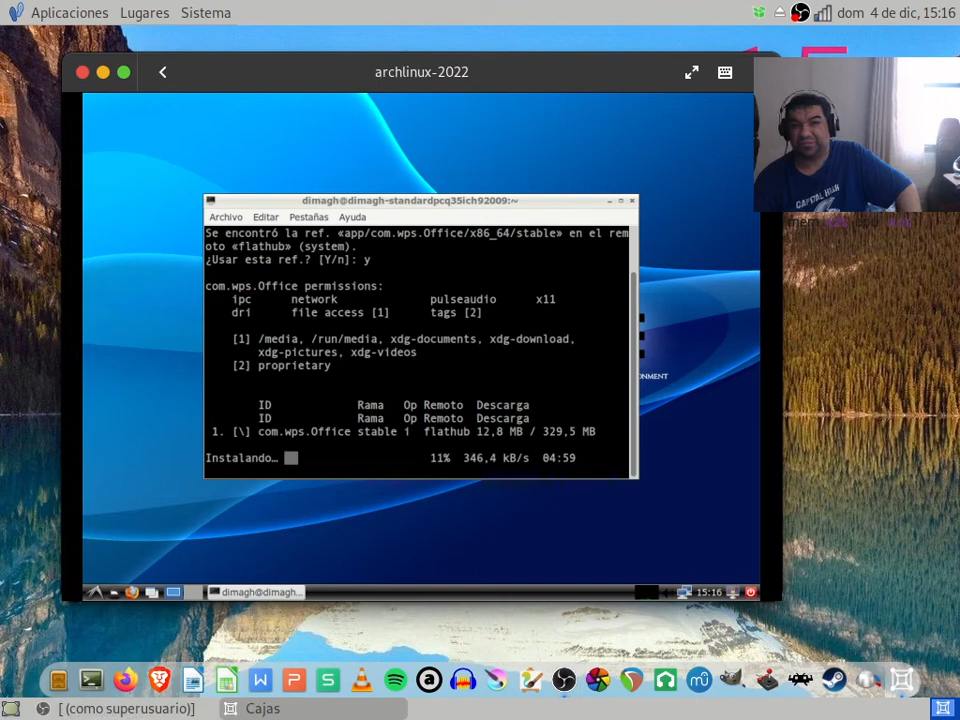 Aplicaciones Lugares Sistema
dom 4 de dic, 15:16
archlinux-2022
dimagh@dimagh-standardpcq35ich92009:~
Archivo Editar Pestañas Ayuda
Se encontró la ref. «app/com.wps.Office/x86_64/stable» en el rem
oto «flathub» (system).
¿Usar esta ref.? [Y/n]: y
com.wps.Office permissions:
ipc network pulseaudio x11
dri file access [1] tags [2]
[1] /media, /run/media, xdg-documents, xdg-download,
xdg-pictures, xdg-videos
[2] proprietary
ID Rama Op Remoto Descarga
ID Rama Op Remoto Descarga
1. [\] com.wps.Office stable i flathub 12,8 MB / 329,5 MB
Instalando… 11% 346,4 kB/s 04:59
CAPITAL
dimagh@dimagh...
15:16
[ (como superusuario)]
Cajas